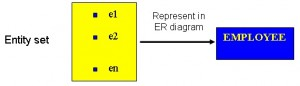 Entity set
e1
e2
en
Represent in
ER diagram
EMPLOYEE